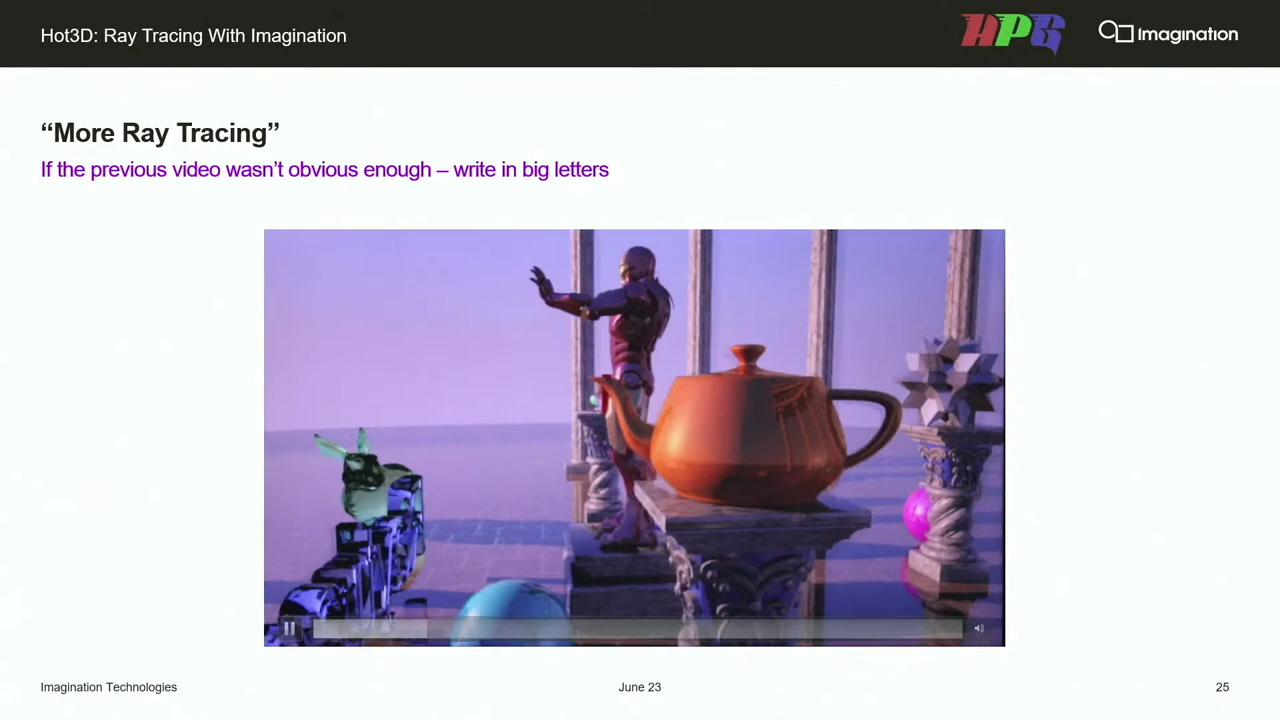 Hot3D: Ray Tracing With Imagination
HPG
Imagination
“More Ray Tracing”
If the previous video wasn’t obvious enough – write in big letters
Imagination Technologies
June 23
25